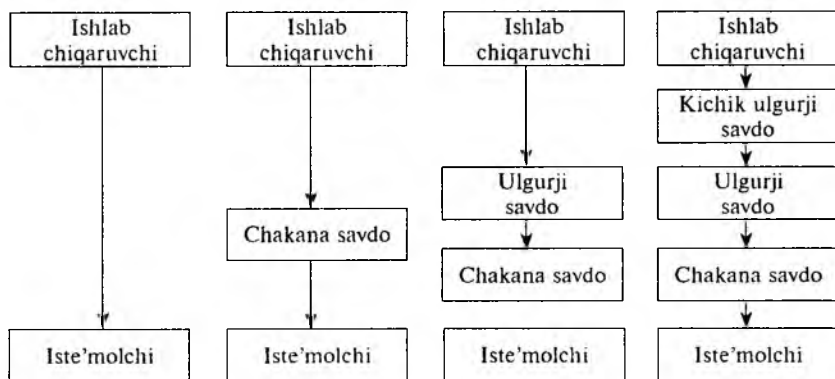 Ishlab
chiqaruvchi
Iste'molchi
Ishlab
chiqaruvchi
Chakana savdo
Iste'molchi
Ishlab
chiqaruvchi
Ulgurji
savdo
Chakana savdo
Iste'molchi
Ishlab
chiqaruvchi
Kichik ulgurji
savdo
Ulgurji
savdo
Chakana savdo
Iste'molchi